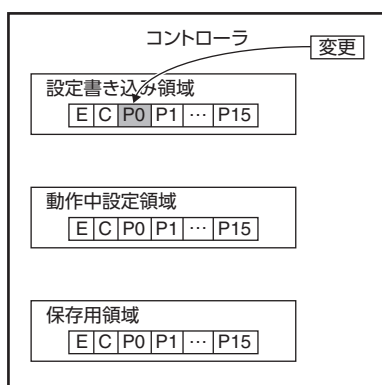 コントローラ
変更
設定書き込み領域
E C P0 P1 … P15
動作中設定領域
E C P0 P1 … P15
保存用領域
E C P0 P1 … P15